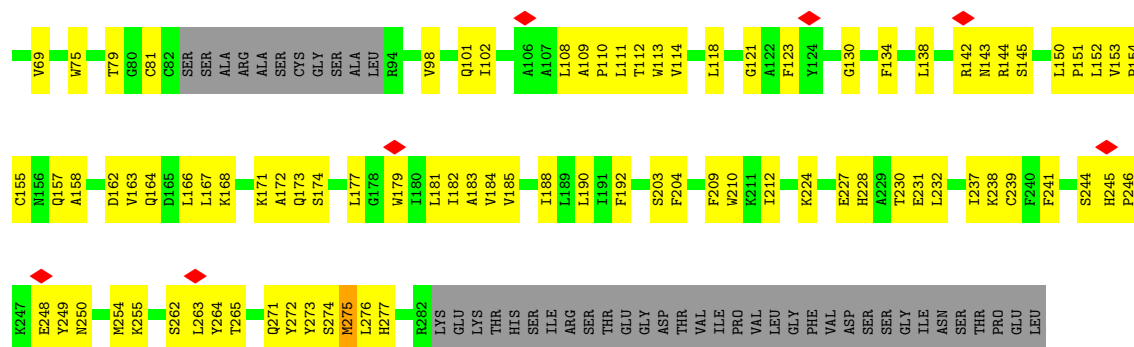 V69 W75 T79 G80 C81 C82 SER SER ALA ARG ALA SER CYS GLY SER ALA LEU R94 V98 Q101 I102 A106 A107 L108 A109 P110 L111 T112 W113 V114 L118 G121 A122 F123 Y124 G130 F134 L138 R142 N143 R144 S145 L150 P151 L152 V153 R154
C155 N156 Q157 A158 D162 V163 Q164 D165 L166 L167 K168 K171 A172 Q173 S174 L177 G178 W179 I180 L181 I182 A183 V184 V185 I188 L189 L190 I191 F192 S203 F204 F209 W210 K211 I212 K224 E227 H228 A229 T230 E231 L232 I237 K238 C239 F240 F241 S244 H245 P246
K247 E248 Y249 N250 M254 K255 S262 L263 Y264 T265 Q271 Y272 Y273 S274 M275 L276 H277 R282 LYS GLU LYS THR HIS SER ILE ARG SER THR GLU GLY ASP THR VAL ILE PRO VAL LEU GLY PHE VAL ASP SER SER GLY ILE ASN SER THR PRO GLU LEU